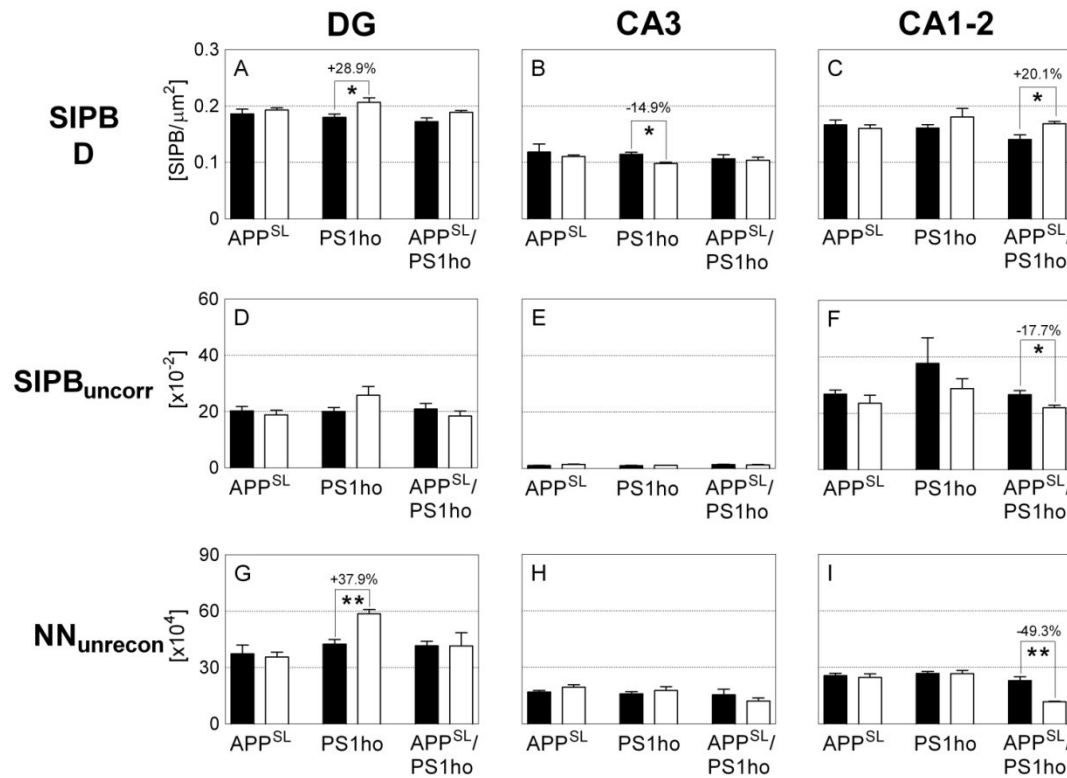 DG CA3 CA1-2
SIPB
D
[SIPB/µm²]
0.3
0.2
0.1
0
A
+28.9%
*
APP^SL PS1ho APP^SL/
PS1ho
B
-14.9%
*
APP^SL PS1ho APP^SL/
PS1ho
C
+20.1%
*
APP^SL PS1ho APP^SL/
PS1ho
SIPBuncorr
[x10⁻²]
60
40
20
0
D
APP^SL PS1ho APP^SL/
PS1ho
E
APP^SL PS1ho APP^SL/
PS1ho
F
-17.7%
*
APP^SL PS1ho APP^SL/
PS1ho
NNunrecon
[x10⁴]
90
60
30
0
G
+37.9%
**
APP^SL PS1ho APP^SL/
PS1ho
H
APP^SL PS1ho APP^SL/
PS1ho
I
-49.3%
**
APP^SL PS1ho APP^SL/
PS1ho